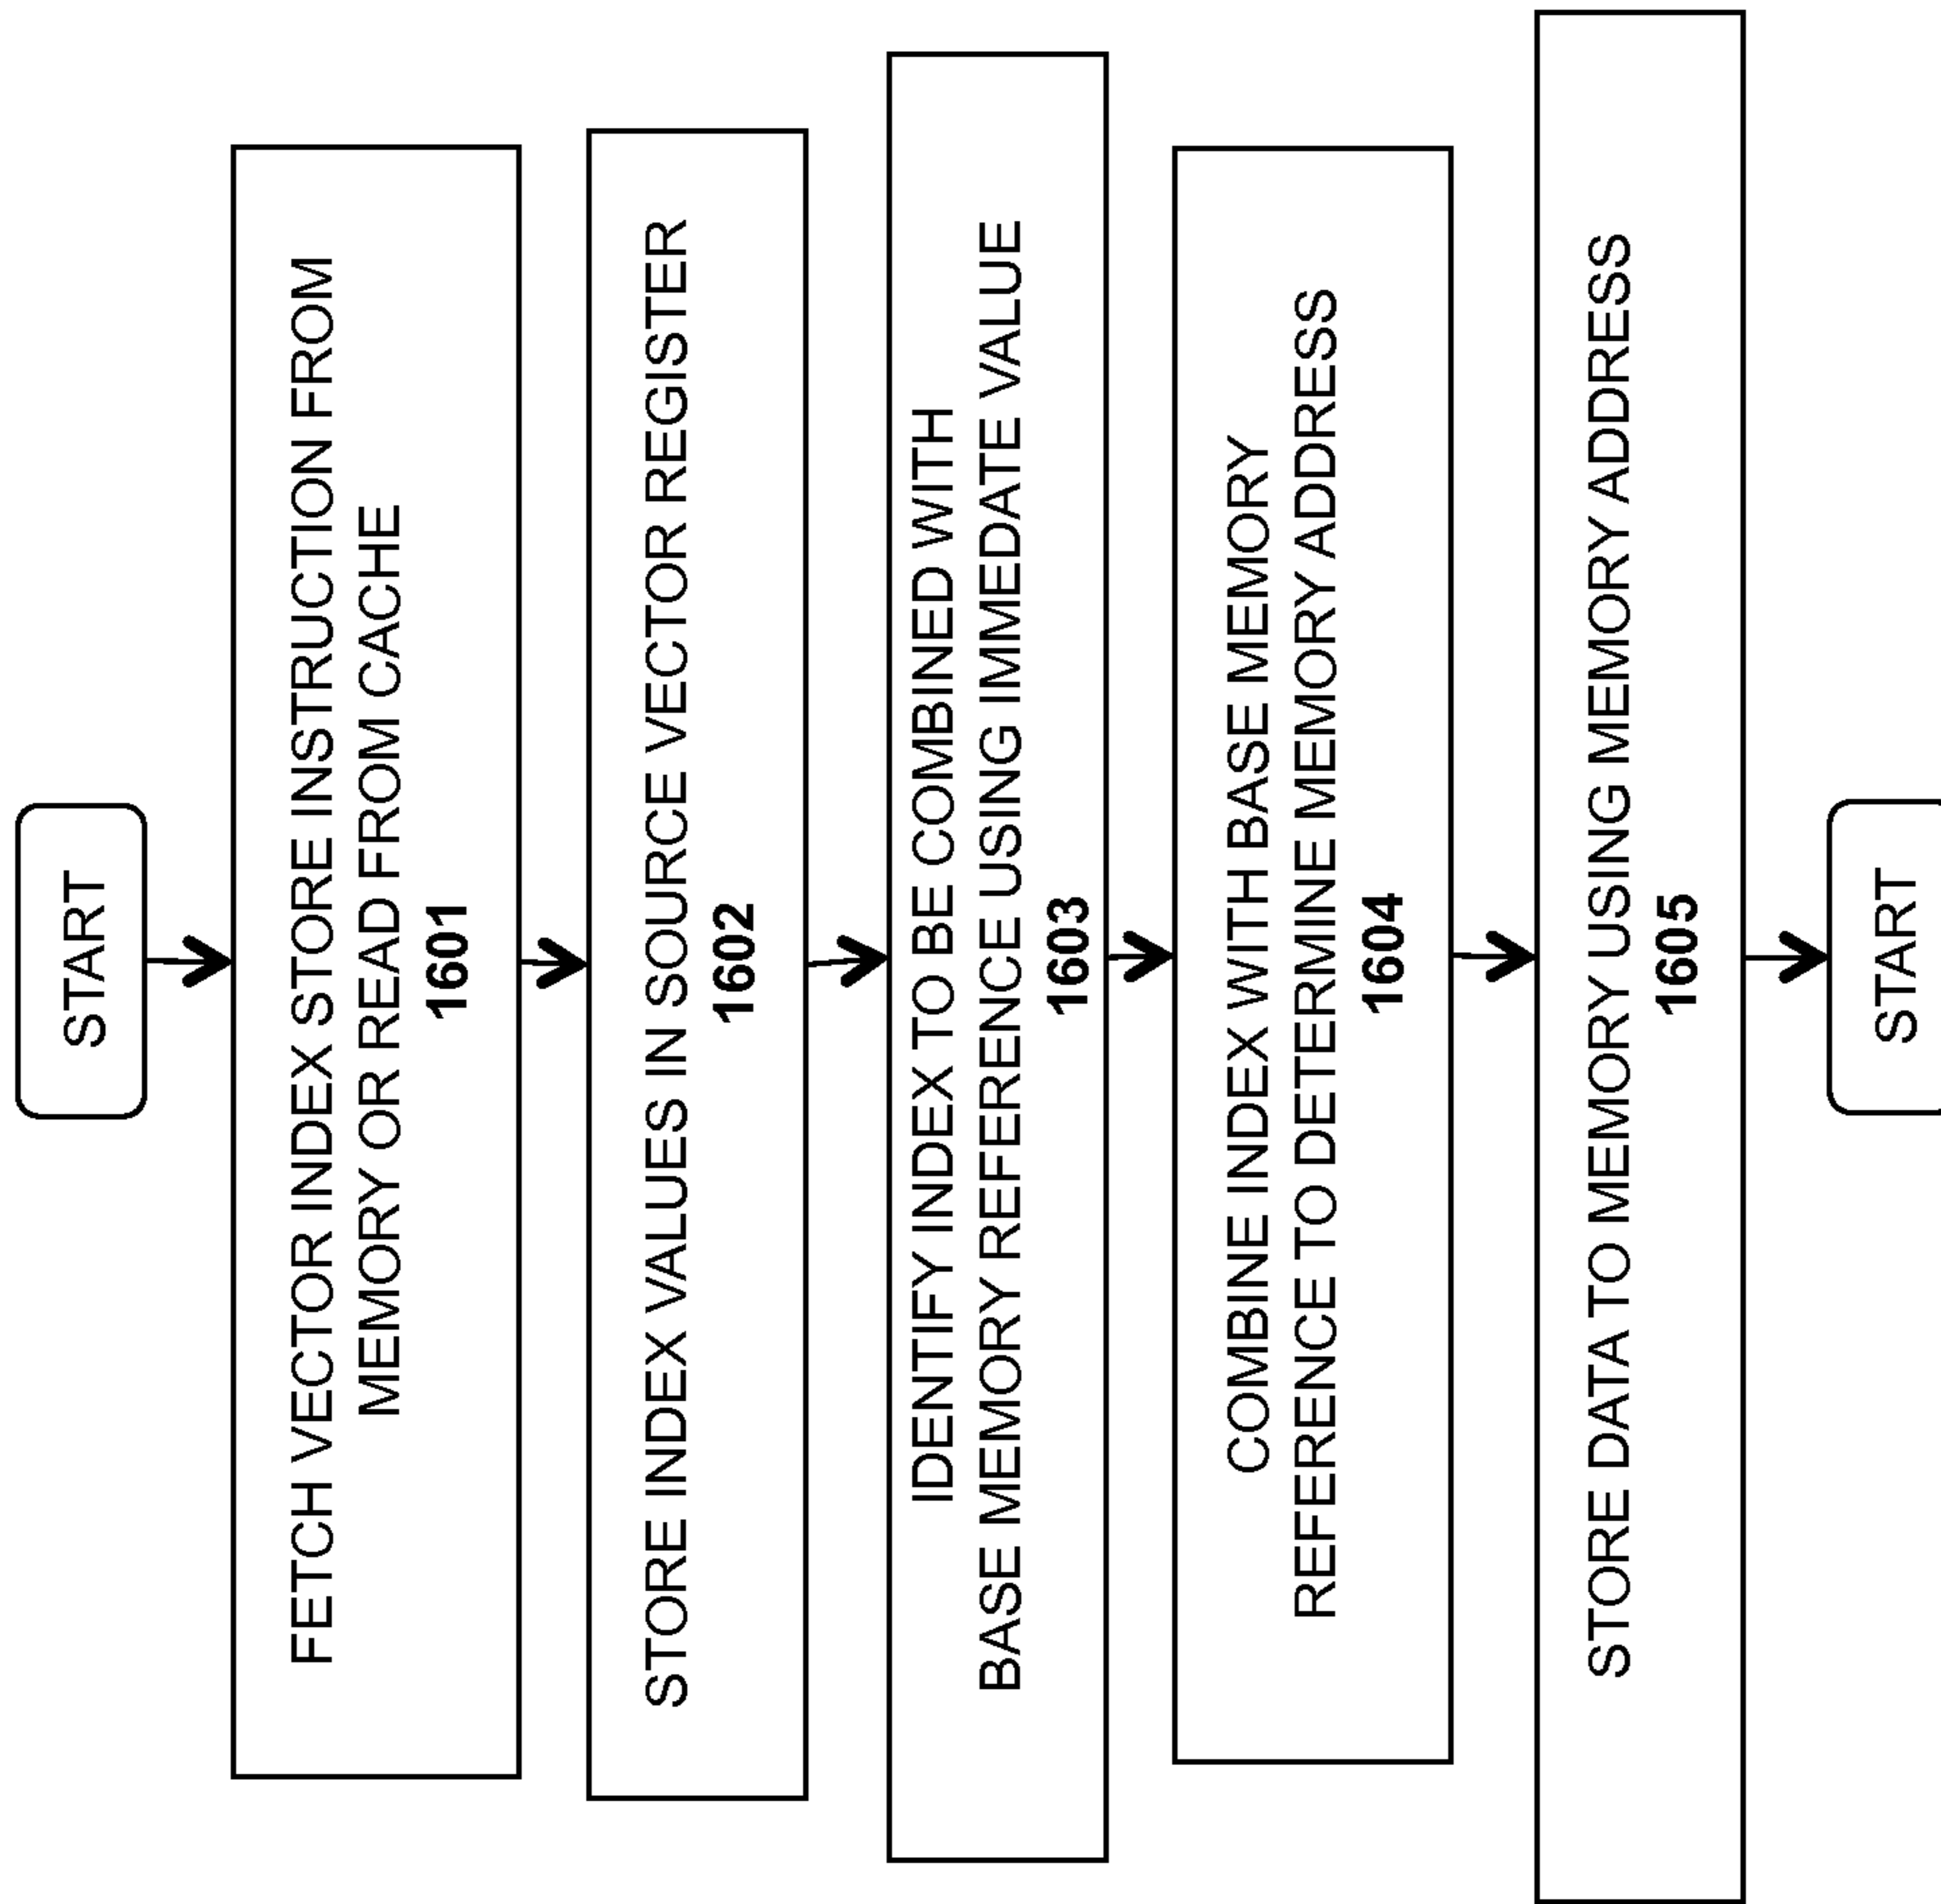 START
FETCH VECTOR INDEX STORE INSTRUCTION FROM
MEMORY OR READ FROM CACHE
1601
STORE INDEX VALUES IN SOURCE VECTOR REGISTER
1602
IDENTIFY INDEX TO BE COMBINED WITH
BASE MEMORY REFERENCE USING IMMEDATE VALUE
1603
COMBINE INDEX WITH BASE MEMORY
REFERENCE TO DETERMINE MEMORY ADDRESS
1604
STORE DATA TO MEMORY USING MEMORY ADDRESS
1605
START